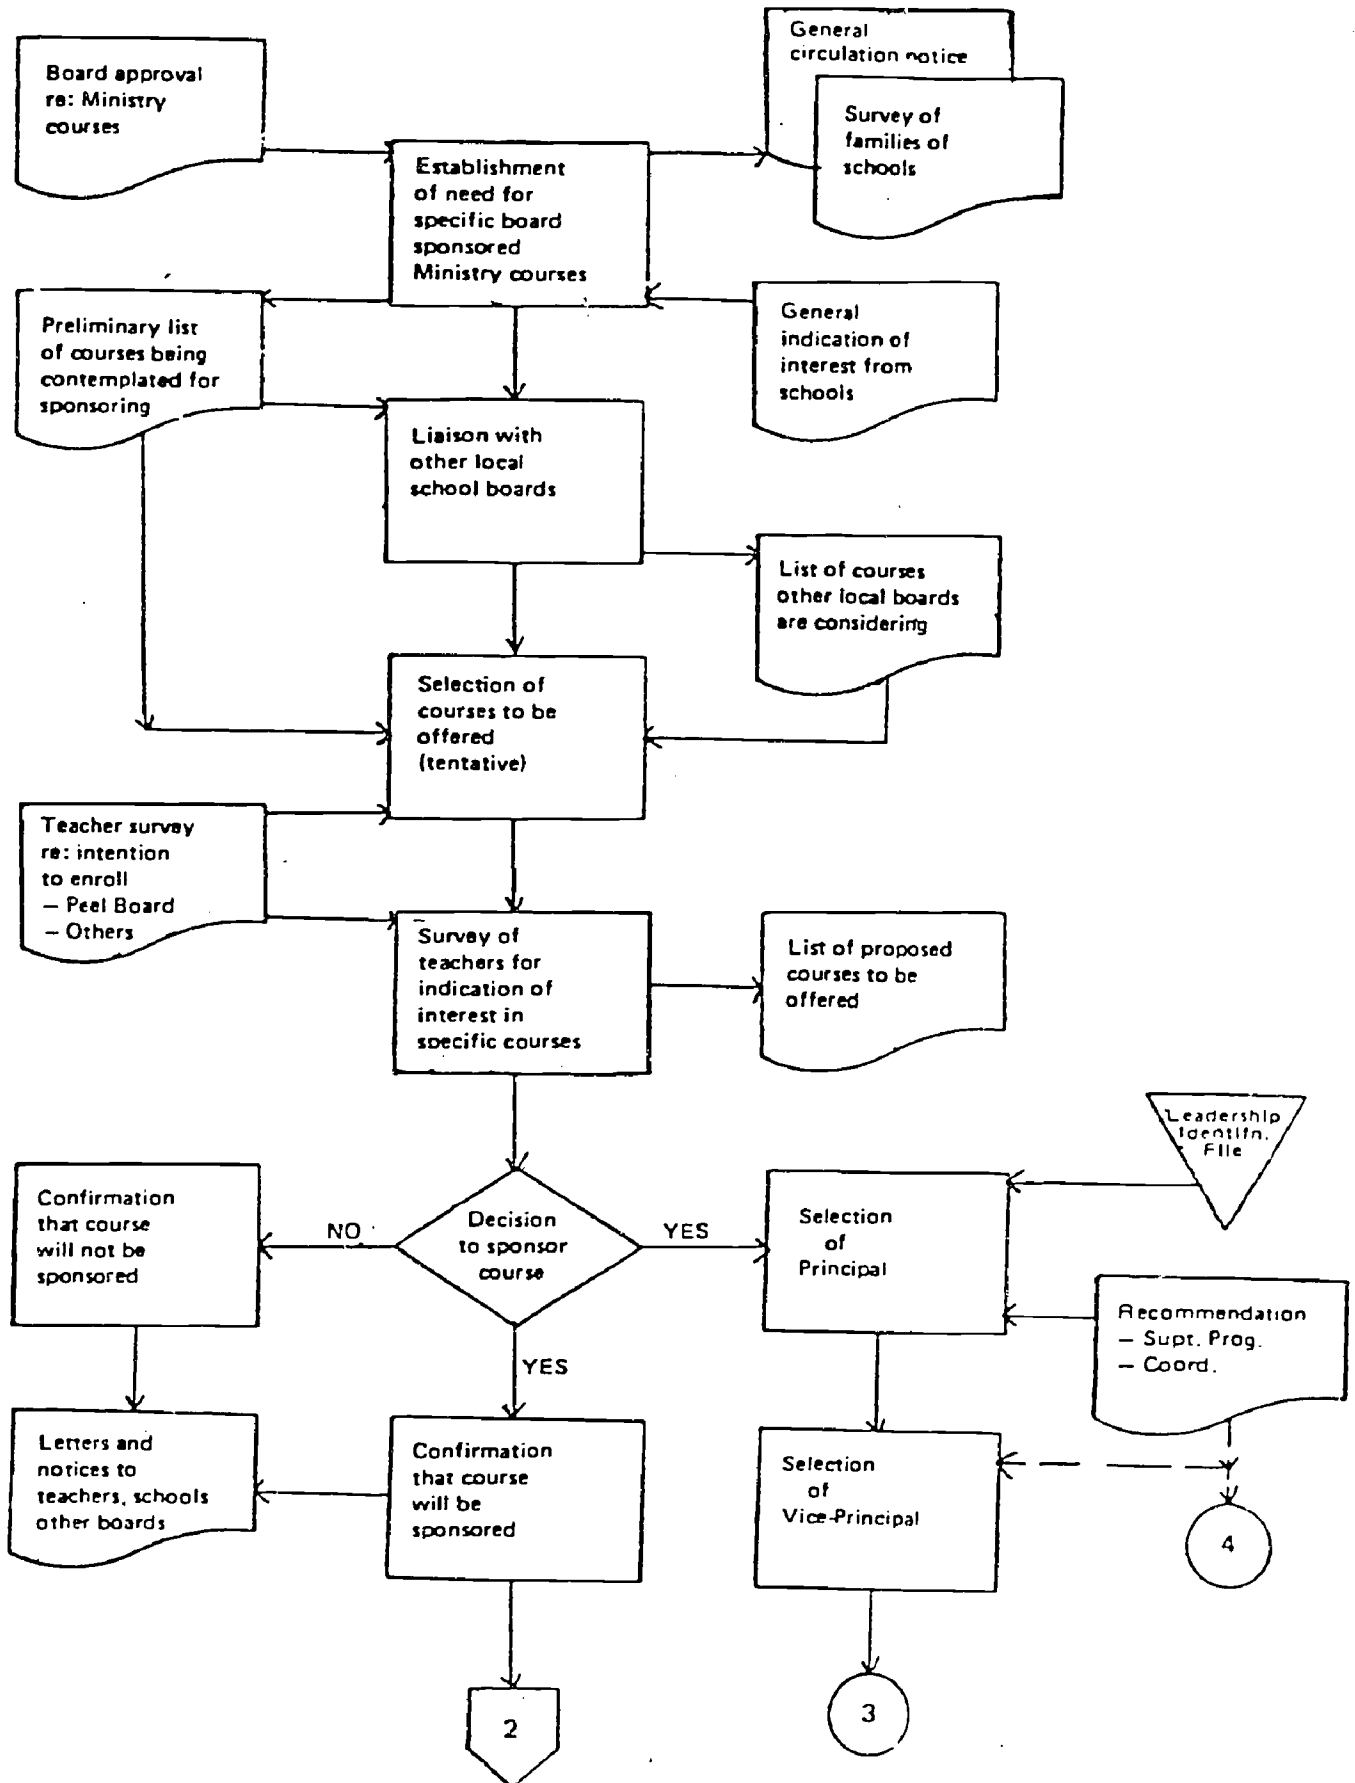 Board approval
re: Ministry
courses
General
circulation notice
Survey of
families of
schools
Establishment
of need for
specific board
sponsored
Ministry courses
Preliminary list
of courses being
contemplated for
sponsoring
General
indication of
interest from
schools
Liaison with
other local
school boards
List of courses
other local boards
are considering
Selection of
courses to be
offered
(tentative)
Teacher survey
re: intention
to enroll
— Peel Board
— Others
Survey of
teachers for
indication of
interest in
specific courses
List of proposed
courses to be
offered
Leadership
Identifn.
File
Confirmation
that course
will not be
sponsored
NO
Decision
to sponsor
course
YES
Selection
of
Principal
Recommendation
— Supt. Prog.
— Coord.
YES
Letters and
notices to
teachers, schools
other boards
Confirmation
that course
will be
sponsored
Selection
of
Vice-Principal
4
2
3